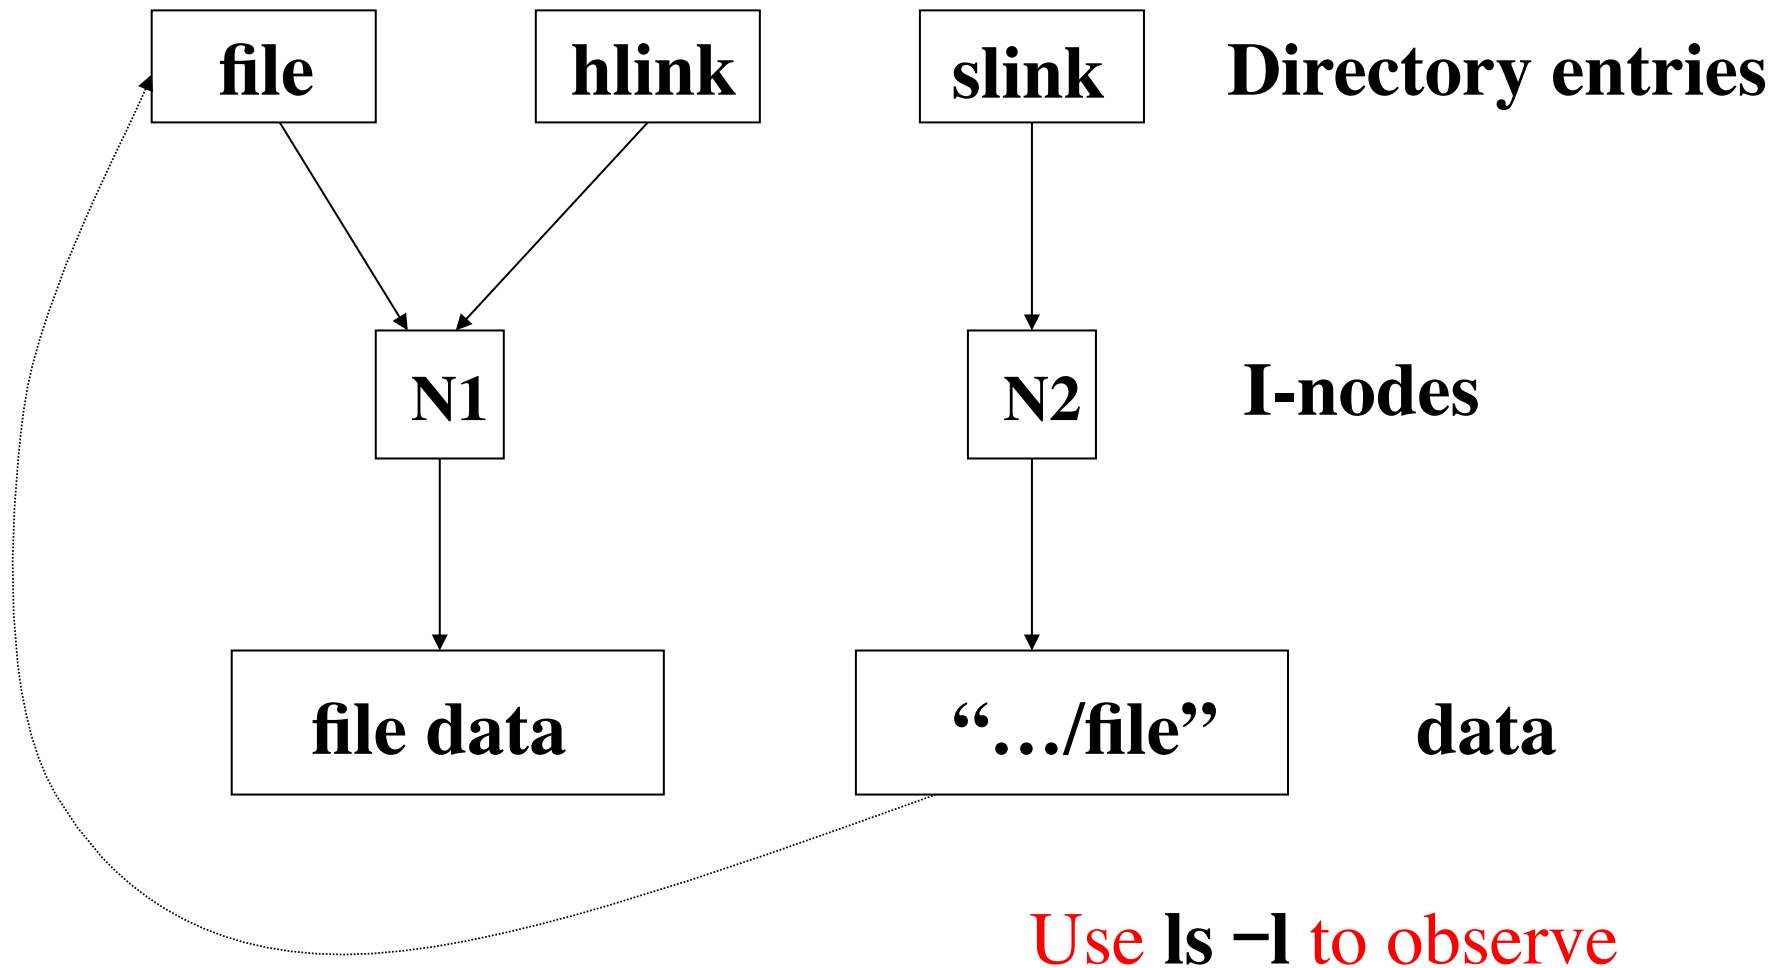 file hlink slink Directory entries
N1 N2 I-nodes
file data “…/file” data
Use ls –l to observe